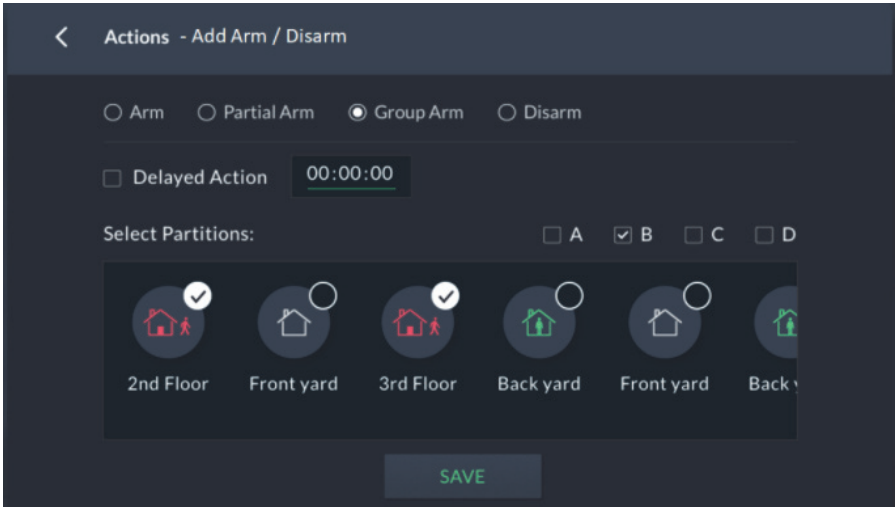 Actions - Add Arm / Disarm
Arm Partial Arm Group Arm Disarm
Delayed Action 00:00:00
Select Partitions: A B C D
2nd Floor Front yard 3rd Floor Back yard Front yard Back
SAVE